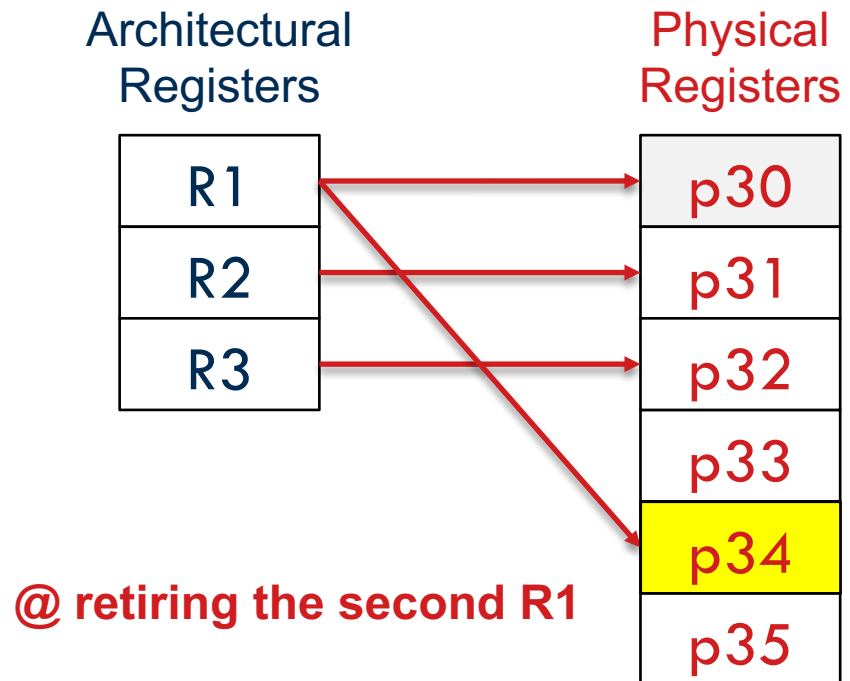 Architectural
Registers
Physical
Registers
R1
R2
R3
p30
p31
p32
p33
p34
p35
@ retiring the second R1